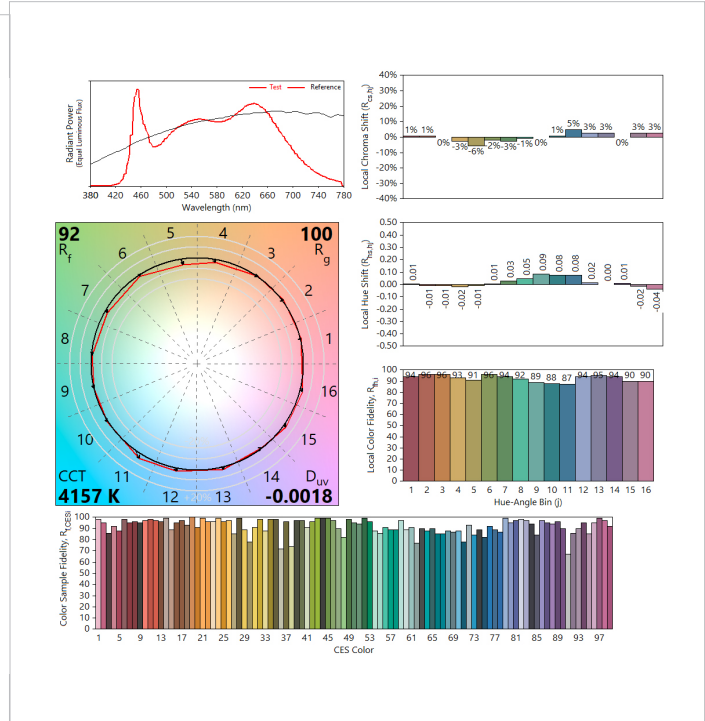 Radiant Power
(Equal Luminous Flux)
Test
Reference
380 420 460 500 540 580 620 660 700 740 780
Wavelength (nm)
Local Chroma Shift (Rcs,hj)
40%
30%
20%
10%
0%
-10%
-20%
-30%
-40%
1% 1% 0% -3% -6% -2% -3% -1% 0% 1% 5% 3% 3% 0% 3% 3%
92
Rf
100
Rg
CCT
4157 K
Duv
-0.0018
+20%
1
2
3
4
5
6
7
8
9
10
11
12
13
14
15
16
Local Hue Shift (Rhs,hj)
0.50
0.40
0.30
0.20
0.10
0.00
-0.10
-0.20
-0.30
-0.40
-0.50
0.01 -0.01 -0.01 -0.02 -0.01 0.01 0.03 0.05 0.09 0.08 0.08 0.02 0.00 0.01 -0.02 -0.04
Local Color Fidelity, Rfh,i
100
90
80
70
60
50
40
30
20
10
0
94 96 96 93 91 96 94 92 89 88 87 94 95 94 90 90
1 2 3 4 5 6 7 8 9 10 11 12 13 14 15 16
Hue-Angle Bin (j)
Color Sample Fidelity, Rf,CESi
100
90
80
70
60
50
40
30
20
10
0
1 5 9 13 17 21 25 29 33 37 41 45 49 53 57 61 65 69 73 77 81 85 89 93 97
CES Color